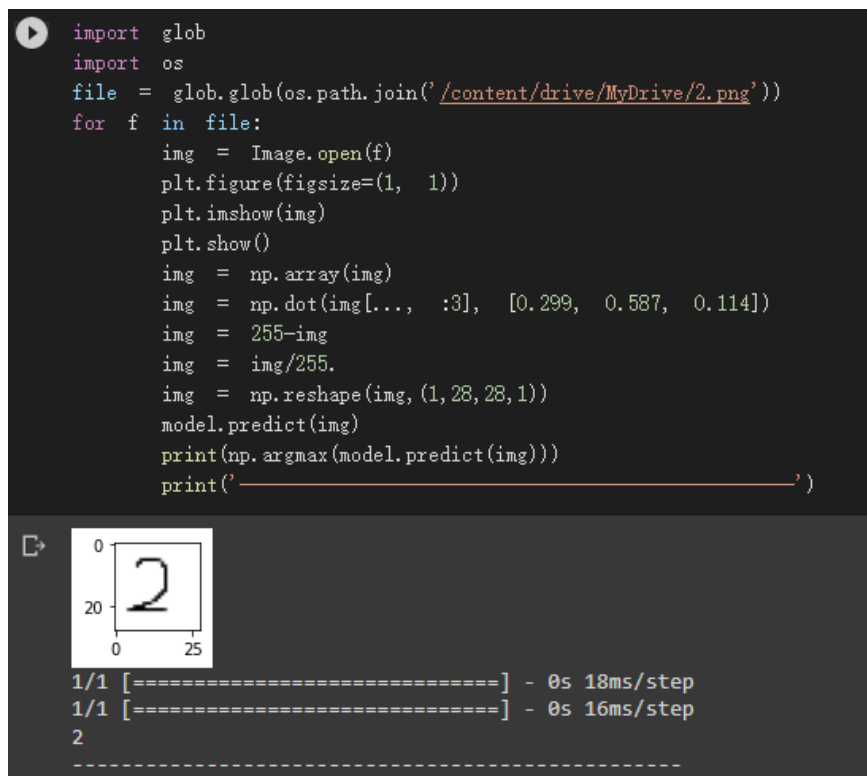 import glob
import os
file = glob.glob(os.path.join('/content/drive/MyDrive/2.png'))
for f in file:
img = Image.open(f)
plt.figure(figsize=(1, 1))
plt.imshow(img)
plt.show()
img = np.array(img)
img = np.dot(img[..., :3], [0.299, 0.587, 0.114])
img = 255-img
img = img/255.
img = np.reshape(img,(1,28,28,1))
model.predict(img)
print(np.argmax(model.predict(img)))
print('--------------------------------------------------')
0
2
20
0 25
1/1 [==============================] - 0s 18ms/step
1/1 [==============================] - 0s 16ms/step
2
--------------------------------------------------